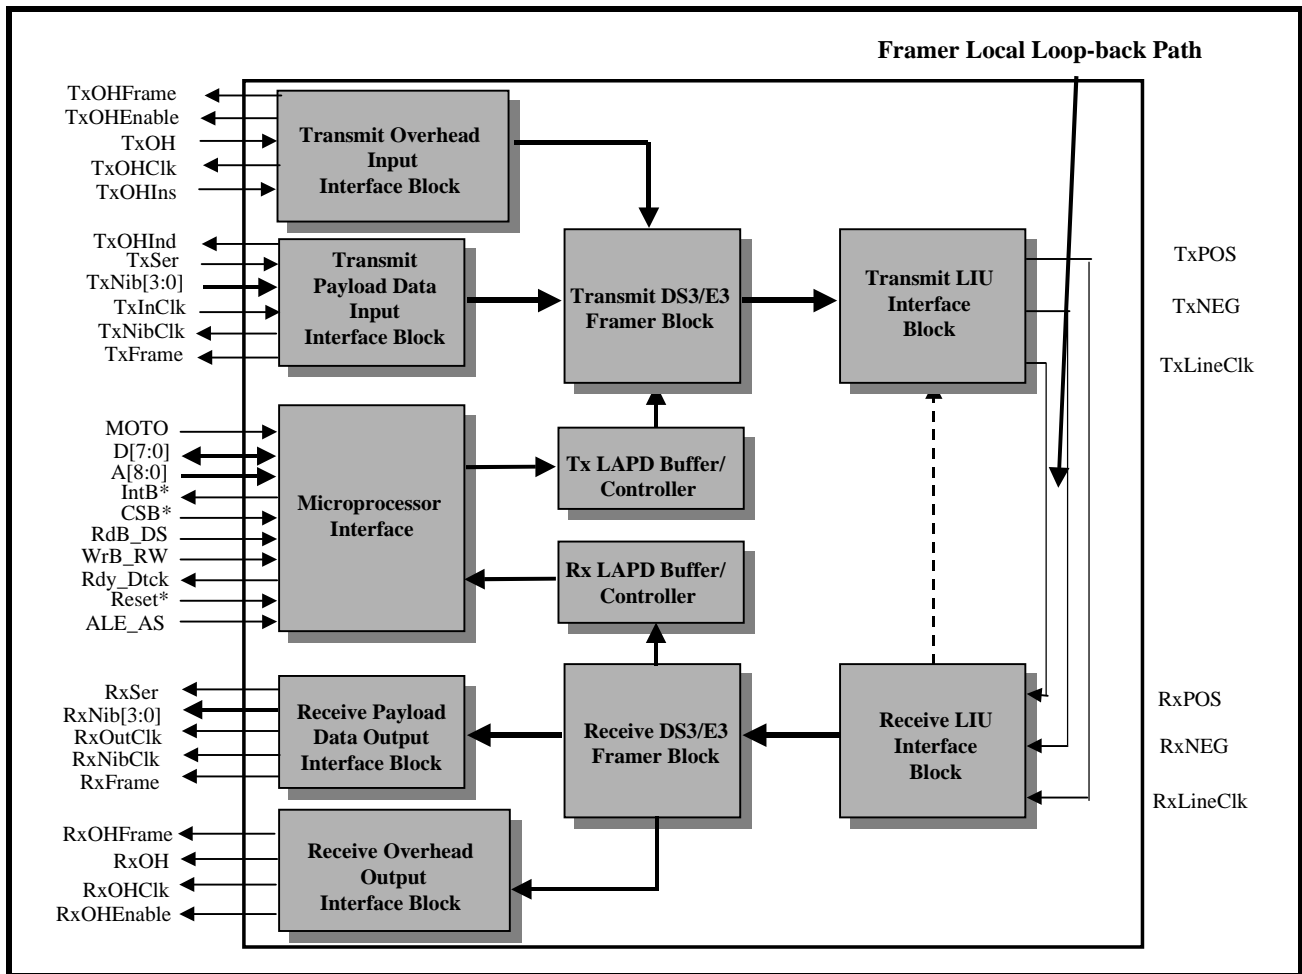 Framer Local Loop-back Path
TxOHFrame
TxOHEnable
TxOH
TxOHClk
TxOHIns
Transmit Overhead
Input
Interface Block
TxOHInd
TxSer
TxNib[3:0]
TxInClk
TxNibClk
TxFrame
Transmit
Payload Data
Input
Interface Block
Transmit DS3/E3
Framer Block
Transmit LIU
Interface
Block
TxPOS
TxNEG
TxLineClk
MOTO
D[7:0]
A[8:0]
IntB*
CSB*
RdB_DS
WrB_RW
Rdy_Dtck
Reset*
ALE_AS
Microprocessor
Interface
Tx LAPD Buffer/
Controller
Rx LAPD Buffer/
Controller
RxSer
RxNib[3:0]
RxOutClk
RxNibClk
RxFrame
Receive Payload
Data Output
Interface Block
Receive DS3/E3
Framer Block
Receive LIU
Interface
Block
RxPOS
RxNEG
RxLineClk
RxOHFrame
RxOH
RxOHClk
RxOHEnable
Receive Overhead
Output
Interface Block